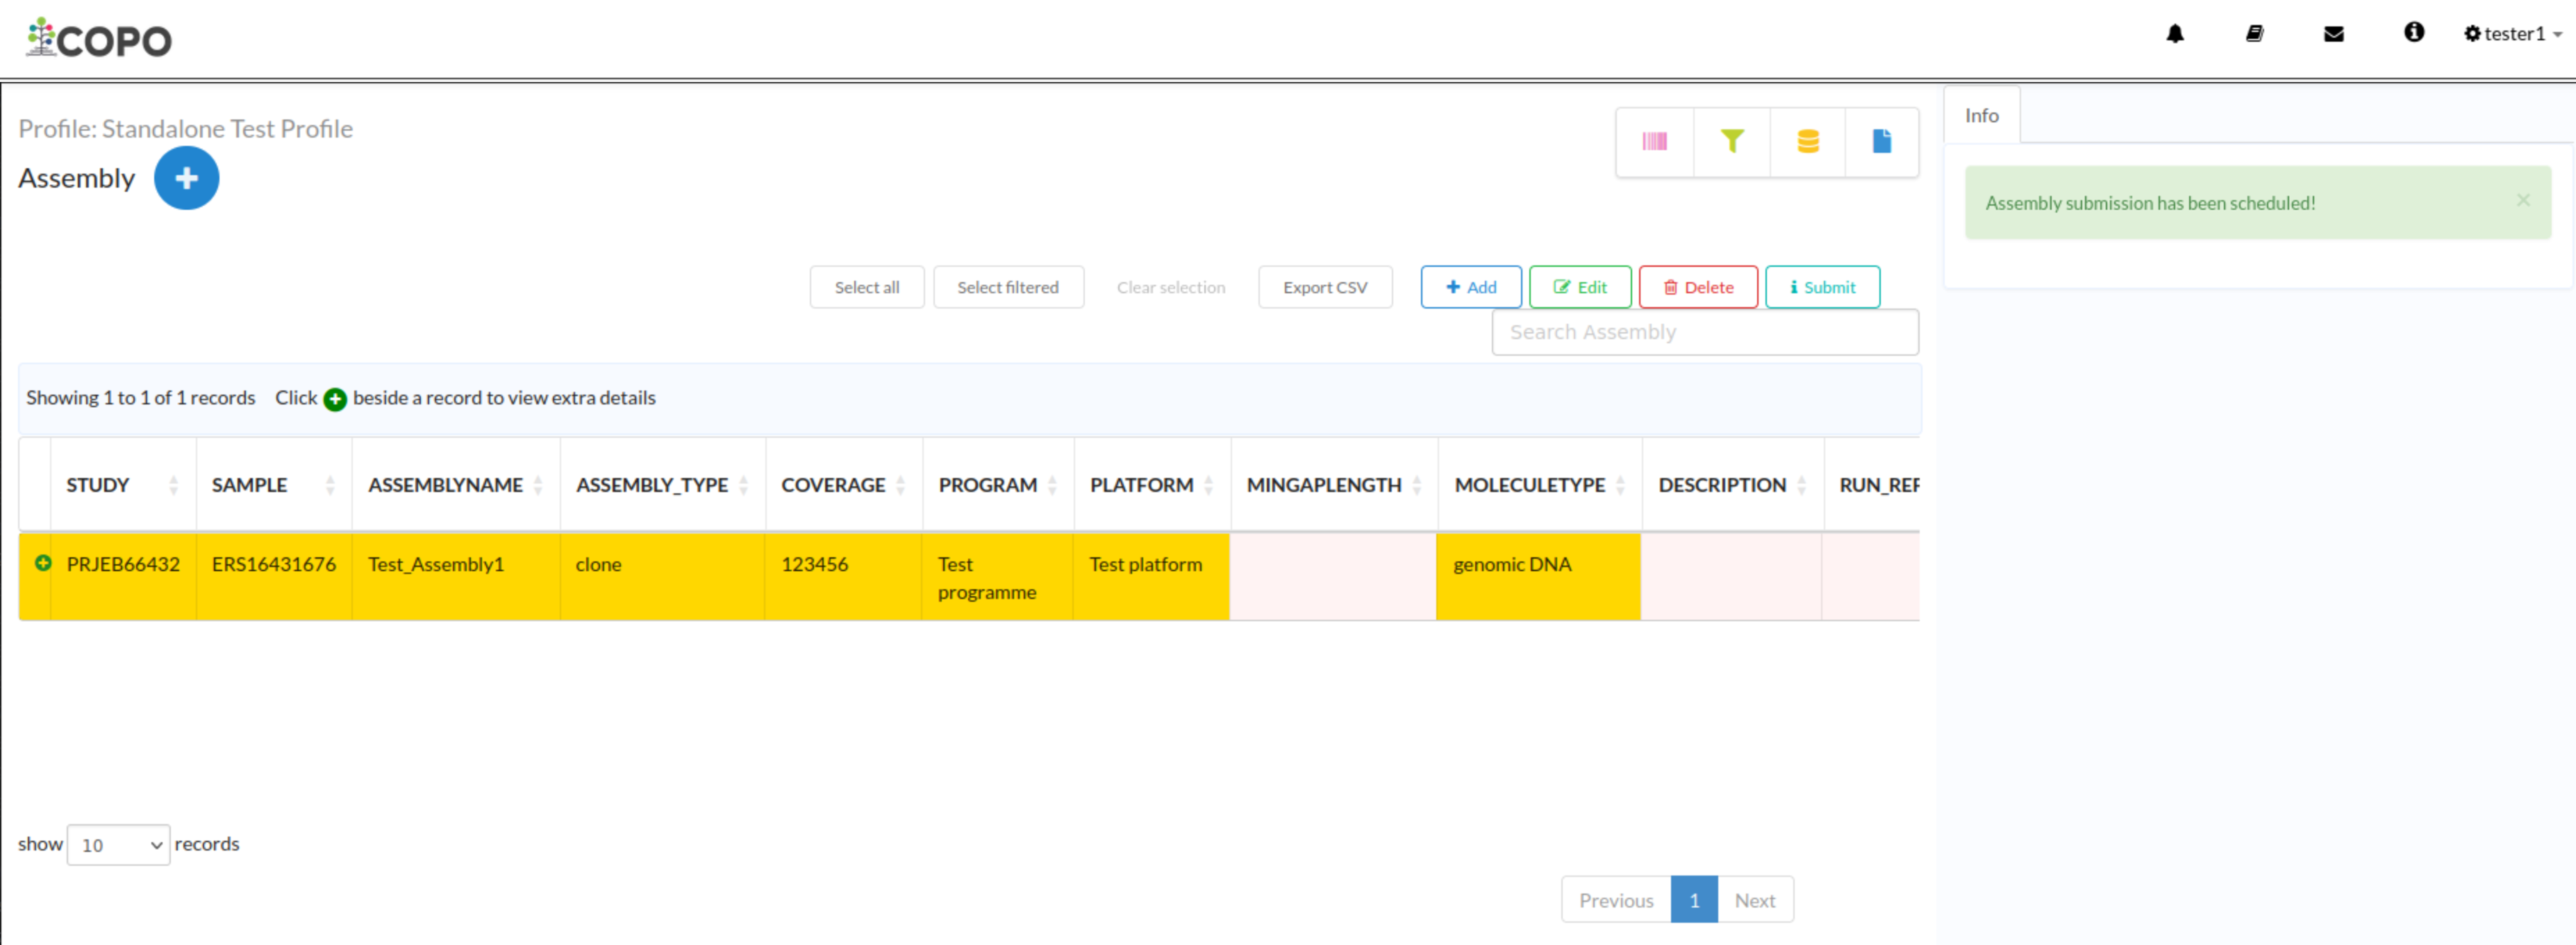 COPO
tester1
Profile: Standalone Test Profile
Assembly
Info
Assembly submission has been scheduled!
Select all
Select filtered
Clear selection
Export CSV
Add
Edit
Delete
Submit
Search Assembly
Showing 1 to 1 of 1 records Click beside a record to view extra details
STUDY SAMPLE ASSEMBLYNAME ASSEMBLY_TYPE COVERAGE PROGRAM PLATFORM MINGAPLENGTH MOLECULETYPE DESCRIPTION RUN_REF
PRJEB66432 ERS16431676 Test_Assembly1 clone 123456 Test programme Test platform genomic DNA
show 10 records
Previous 1 Next